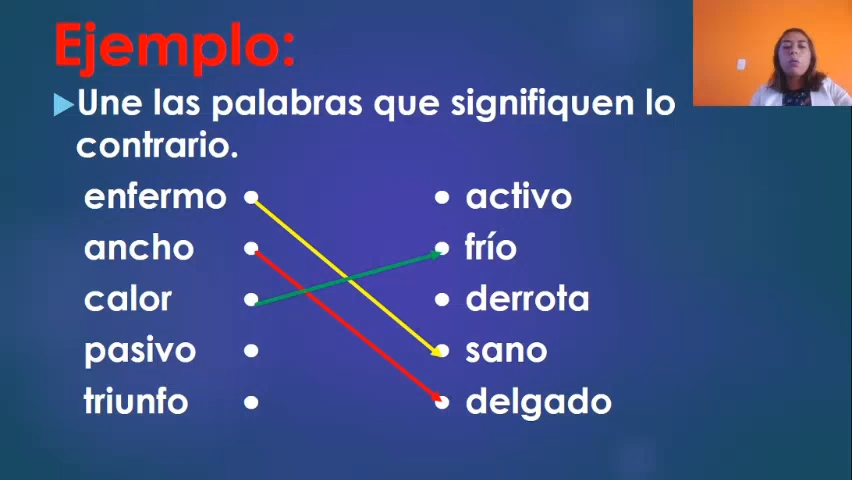 Ejemplo:
Une las palabras que signifiquen lo
contrario.
enfermo activo
ancho frío
calor derrota
pasivo sano
triunfo delgado